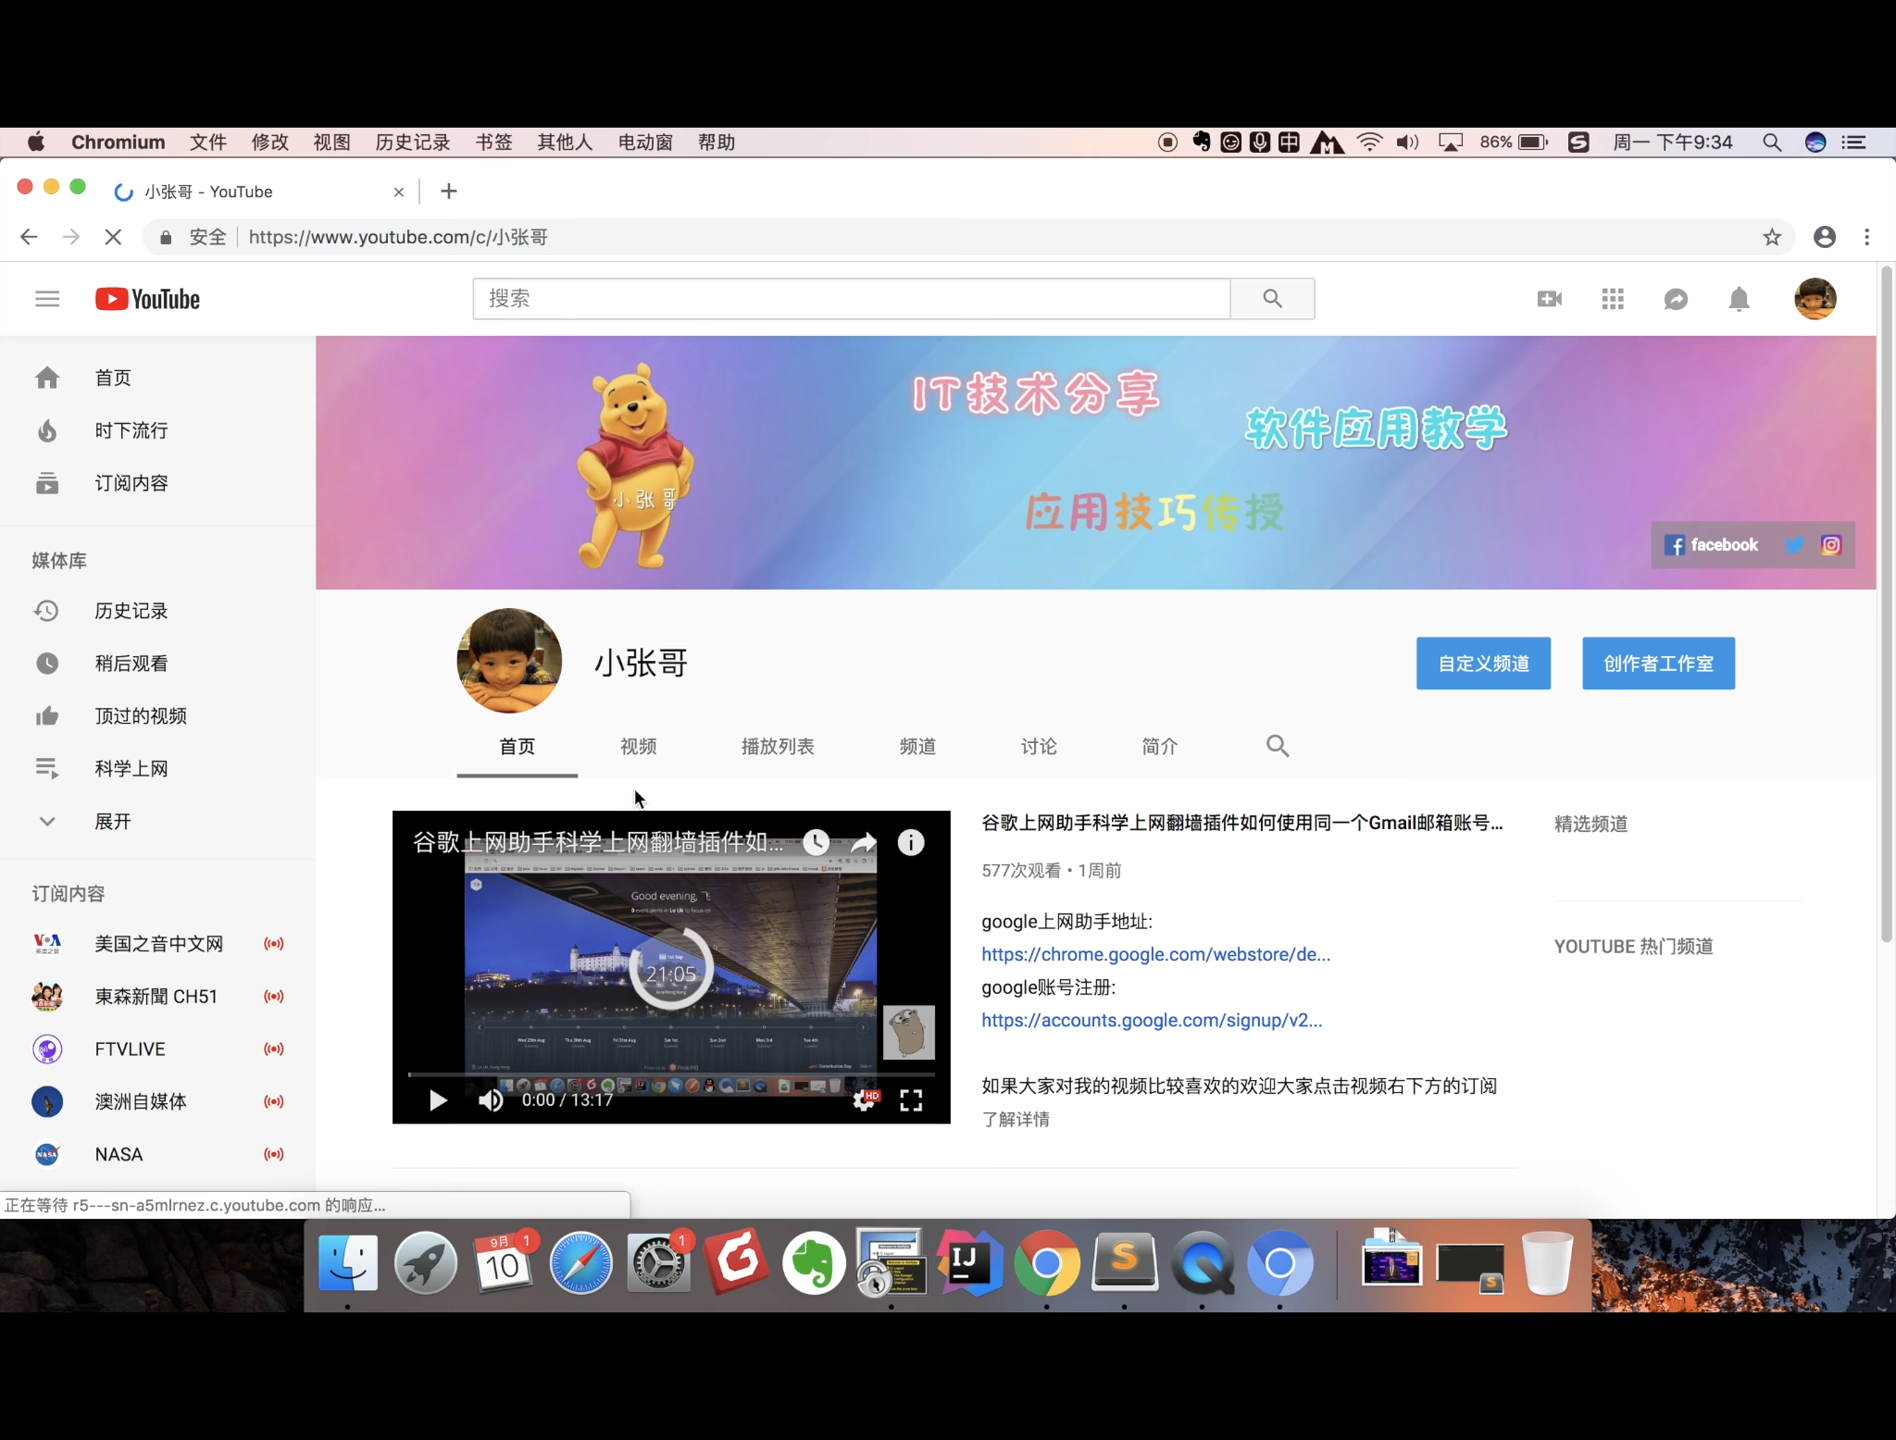 Chromium 文件 修改 视图 历史记录 书签 其他人 电动窗 帮助 86% 周一 下午9:34
小张哥 - YouTube
安全 https://www.youtube.com/c/小张哥
YouTube
搜索
首页
时下流行
订阅内容
媒体库
历史记录
稍后观看
顶过的视频
科学上网
展开
订阅内容
美国之音中文网
東森新聞 CH51
FTVLIVE
澳洲自媒体
NASA
IT技术分享
软件应用教学
应用技巧传授
小张哥
facebook
小张哥
自定义频道 创作者工作室
首页 视频 播放列表 频道 讨论 简介
谷歌上网助手科学上网翻墙插件如...
Good evening,
21:05
0:00 / 13:17
HD
谷歌上网助手科学上网翻墙插件如何使用同一个Gmail邮箱账号...
577次观看 • 1周前
google上网助手地址:
https://chrome.google.com/webstore/de...
google账号注册:
https://accounts.google.com/signup/v2...
如果大家对我的视频比较喜欢的欢迎大家点击视频右下方的订阅
了解详情
精选频道
YOUTUBE 热门频道
正在等待 r5---sn-a5mlrnez.c.youtube.com 的响应...
9月
10
1
1
IJ